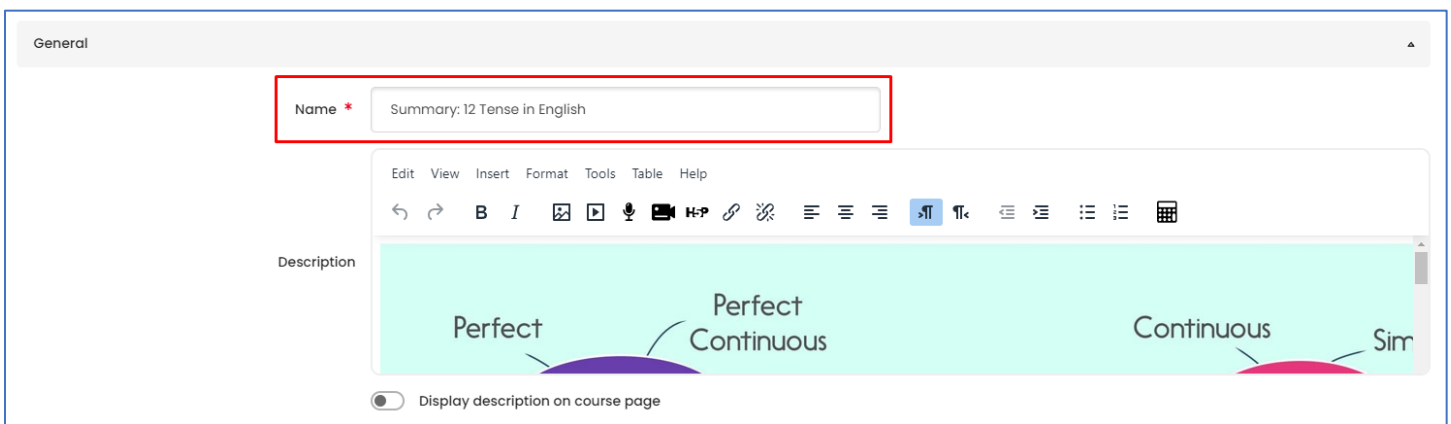 General
Name *
Summary: 12 Tense in English
Edit View Insert Format Tools Table Help
B I H-P
Description
Perfect
Perfect
Continuous
Continuous
Sim
Display description on course page